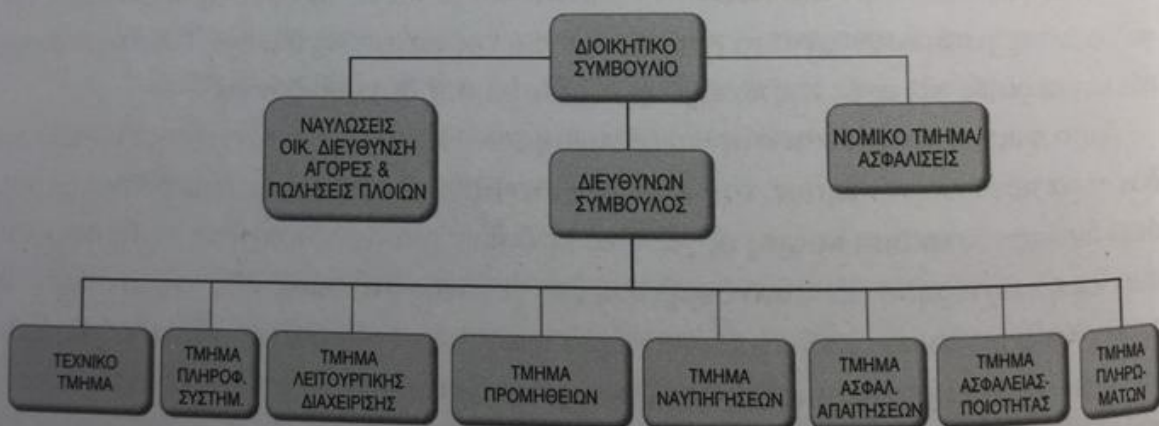 ΔΙΟΙΚΗΤΙΚΟ
ΣΥΜΒΟΥΛΙΟ
ΝΑΥΛΩΣΕΙΣ
ΟΙΚ. ΔΙΕΥΘΥΝΣΗ
ΑΓΟΡΕΣ &
ΠΩΛΗΣΕΙΣ ΠΛΟΙΩΝ
ΔΙΕΥΘΥΝΩΝ
ΣΥΜΒΟΥΛΟΣ
ΝΟΜΙΚΟ ΤΜΗΜΑ/
ΑΣΦΑΛΙΣΕΙΣ
ΤΕΧΝΙΚΟ
ΤΜΗΜΑ
ΤΜΗΜΑ
ΠΛΗΡΟΦ.
ΣΥΣΤΗΜ.
ΤΜΗΜΑ
ΛΕΙΤΟΥΡΓΙΚΗΣ
ΔΙΑΧΕΙΡΙΣΗΣ
ΤΜΗΜΑ
ΠΡΟΜΗΘΕΙΩΝ
ΤΜΗΜΑ
ΝΑΥΠΗΓΗΣΕΩΝ
ΤΜΗΜΑ
ΑΣΦΑΛ.
ΑΠΑΙΤΗΣΕΩΝ
ΤΜΗΜΑ
ΑΣΦΑΛΕΙΑΣ-
ΠΟΙΟΤΗΤΑΣ
ΤΜΗΜΑ
ΠΛΗΡΩ-
ΜΑΤΩΝ